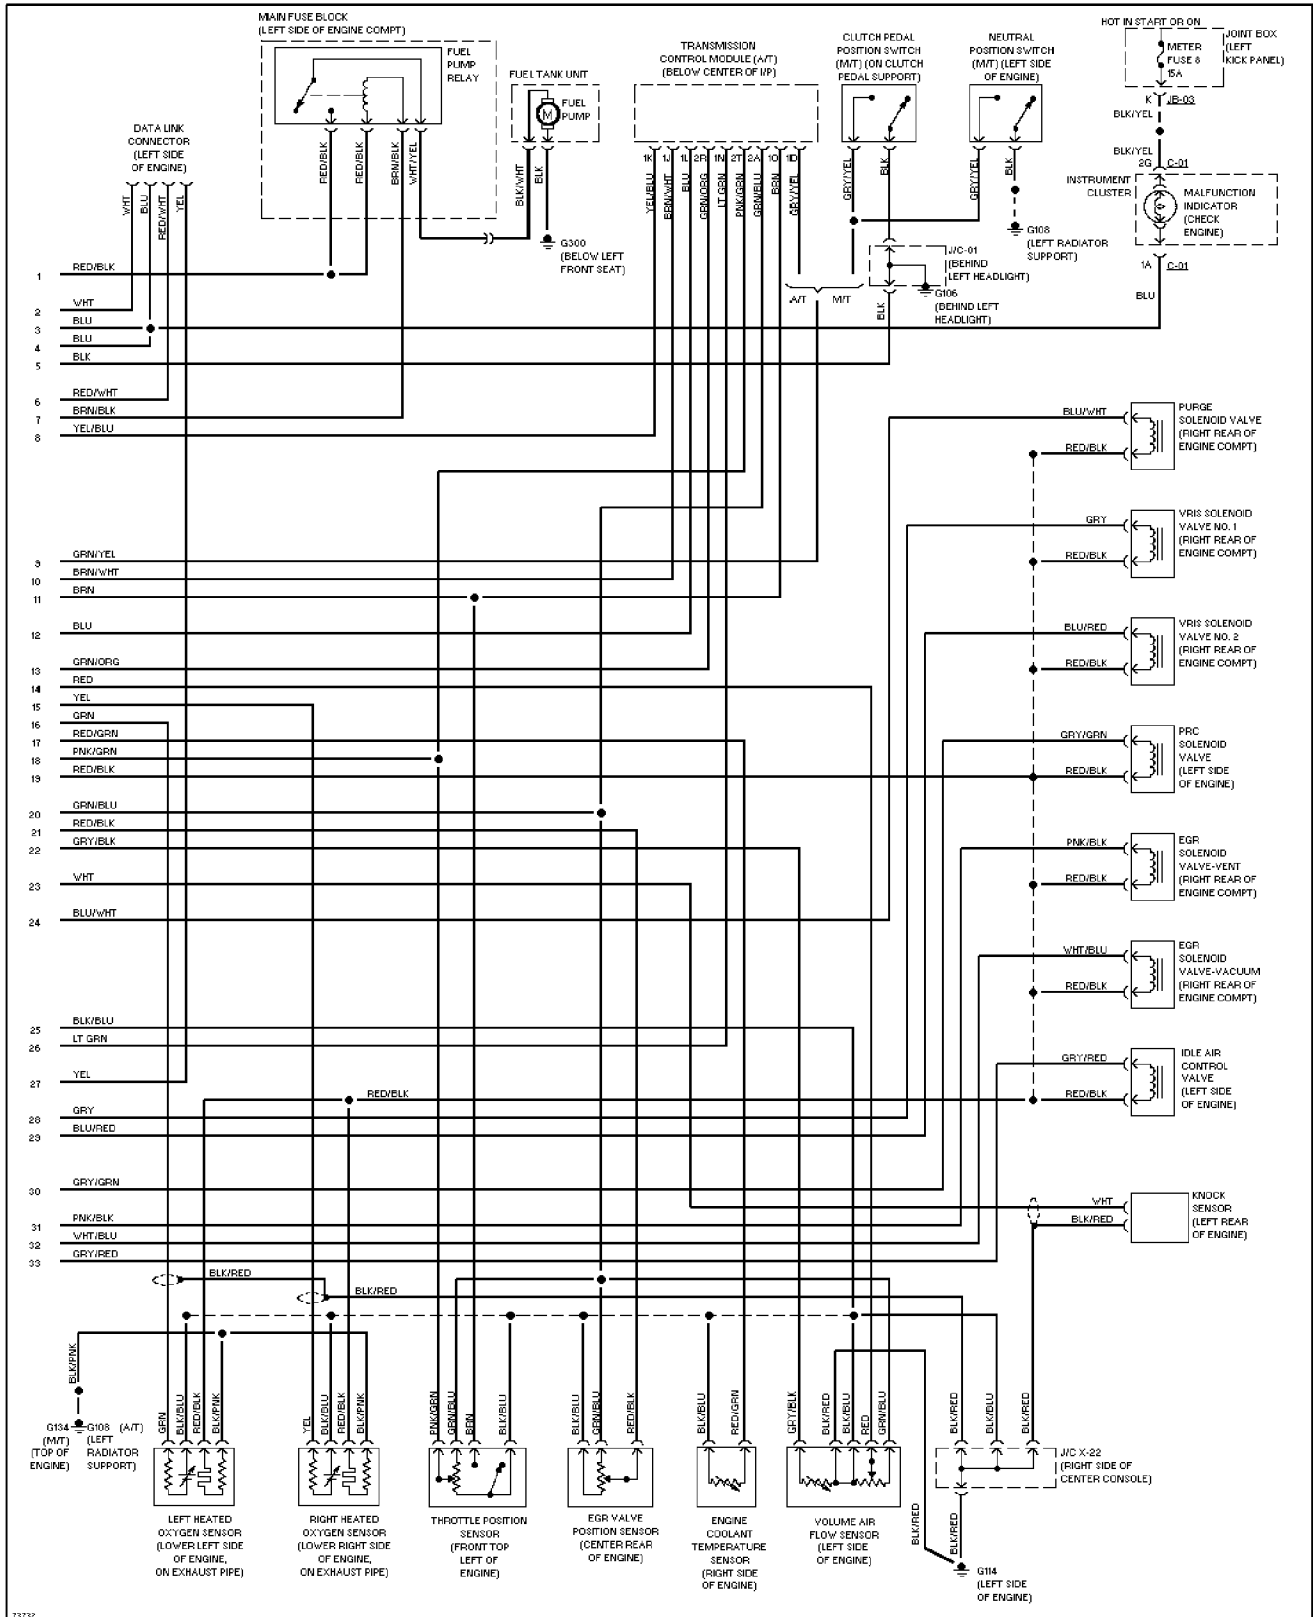 MAIN FUSE BLOCK
(LEFT SIDE OF ENGINE COMPT)
FUEL
PUMP
RELAY
FUEL TANK UNIT
FUEL
PUMP
M
TRANSMISSION
CONTROL MODULE (A/T)
(BELOW CENTER OF I/P)
CLUTCH PEDAL
POSITION SWITCH
(M/T) (ON CLUTCH
PEDAL SUPPORT)
NEUTRAL
POSITION SWITCH
(M/T) (LEFT SIDE
OF ENGINE)
HOT IN START OR ON
JOINT BOX
(LEFT
KICK PANEL)
METER
FUSE 8
15A
K
JB-03
BLK/YEL
BLK/YEL
2G
C-01
INSTRUMENT
CLUSTER
MALFUNCTION
INDICATOR
(CHECK
ENGINE)
1A
C-01
BLU
DATA LINK
CONNECTOR
(LEFT SIDE
OF ENGINE)
WHT
BLU
RED/WHT
YEL
RED/BLK
RED/BLK
BRN/BLK
WHT/YEL
BLK/WHT
BLK
G300
(BELOW LEFT
FRONT SEAT)
1K
1J
1L
2R
1N
2T
2A
1O
1D
YEL/BLU
BRN/WHT
BLU
GRN/ORG
LT GRN
PNK/GRN
GRN/BLU
BRN
GRY/YEL
GRY/YEL
BLK
GRY/YEL
BLK
G108
(LEFT RADIATOR
SUPPORT)
J/C-01
(BEHIND
LEFT HEADLIGHT)
G106
(BEHIND LEFT
HEADLIGHT)
A/T
M/T
BLK
1 RED/BLK
2 WHT
3 BLU
4 BLU
5 BLK
6 RED/WHT
7 BRN/BLK
8 YEL/BLU
9 GRN/YEL
10 BRN/WHT
11 BRN
12 BLU
13 GRN/ORG
14 RED
15 YEL
16 GRN
17 RED/GRN
18 PNK/GRN
19 RED/BLK
20 GRN/BLU
21 RED/BLK
22 GRY/BLK
23 WHT
24 BLU/WHT
25 BLK/BLU
26 LT GRN
27 YEL
RED/BLK
28 GRY
29 BLU/RED
30 GRY/GRN
31 PNK/BLK
32 WHT/BLU
33 GRY/RED
BLU/WHT
RED/BLK
PURGE
SOLENOID VALVE
(RIGHT REAR OF
ENGINE COMPT)
GRY
RED/BLK
VRIS SOLENOID
VALVE NO. 1
(RIGHT REAR OF
ENGINE COMPT)
BLU/RED
RED/BLK
VRIS SOLENOID
VALVE NO. 2
(RIGHT REAR OF
ENGINE COMPT)
GRY/GRN
RED/BLK
PRC
SOLENOID
VALVE
(LEFT SIDE
OF ENGINE)
PNK/BLK
RED/BLK
EGR
SOLENOID
VALVE-VENT
(RIGHT REAR OF
ENGINE COMPT)
WHT/BLU
RED/BLK
EGR
SOLENOID
VALVE-VACUUM
(RIGHT REAR OF
ENGINE COMPT)
GRY/RED
RED/BLK
IDLE AIR
CONTROL
VALVE
(LEFT SIDE
OF ENGINE)
WHT
BLK/RED
KNOCK
SENSOR
(LEFT REAR
OF ENGINE)
BLK/RED
BLK/RED
BLK/PNK
G134
(M/T)
(TOP OF
ENGINE)
G108 (A/T)
(LEFT
RADIATOR
SUPPORT)
GRN
BLK/BLU
RED/BLK
BLK/PNK
YEL
BLK/BLU
RED/BLK
BLK/PNK
PNK/GRN
GRN/BLU
BRN
BLK/BLU
BLK/BLU
GRN/BLU
RED/BLK
BLK/BLU
RED/GRN
GRY/BLK
BLK/RED
BLK/BLU
RED
GRN/BLU
BLK/RED
BLK/BLU
BLK/RED
LEFT HEATED
OXYGEN SENSOR
(LOWER LEFT SIDE
OF ENGINE,
ON EXHAUST PIPE)
RIGHT HEATED
OXYGEN SENSOR
(LOWER RIGHT SIDE
OF ENGINE,
ON EXHAUST PIPE)
THROTTLE POSITION
SENSOR
(FRONT TOP
LEFT OF
ENGINE)
EGR VALVE
POSITION SENSOR
(CENTER REAR
OF ENGINE)
ENGINE
COOLANT
TEMPERATURE
SENSOR
(RIGHT SIDE
OF ENGINE)
VOLUME AIR
FLOW SENSOR
(LEFT SIDE
OF ENGINE)
J/C X-22
(RIGHT SIDE OF
CENTER CONSOLE)
BLK/RED
BLK/RED
G114
(LEFT SIDE
OF ENGINE)